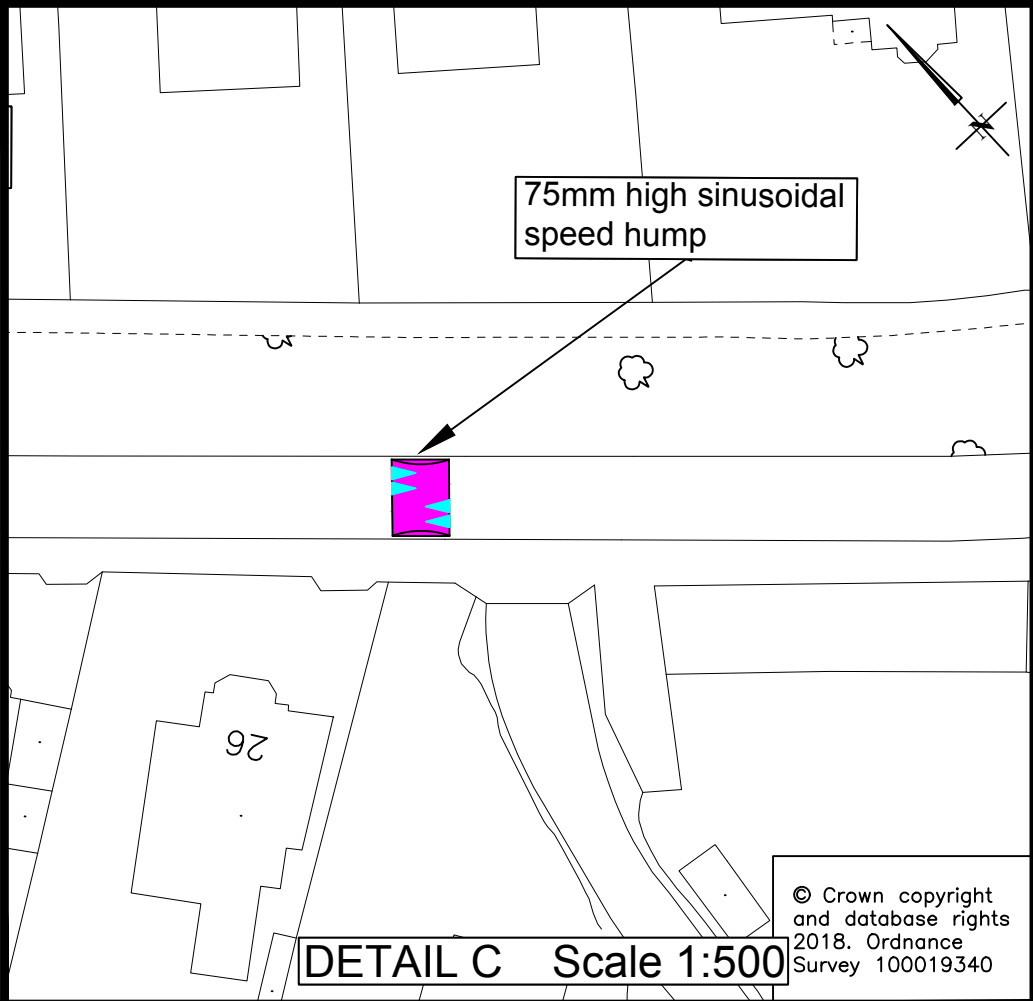 75mm high sinusoidal
speed hump
26
DETAIL C Scale 1:500
© Crown copyright
and database rights
2018. Ordnance
Survey 100019340